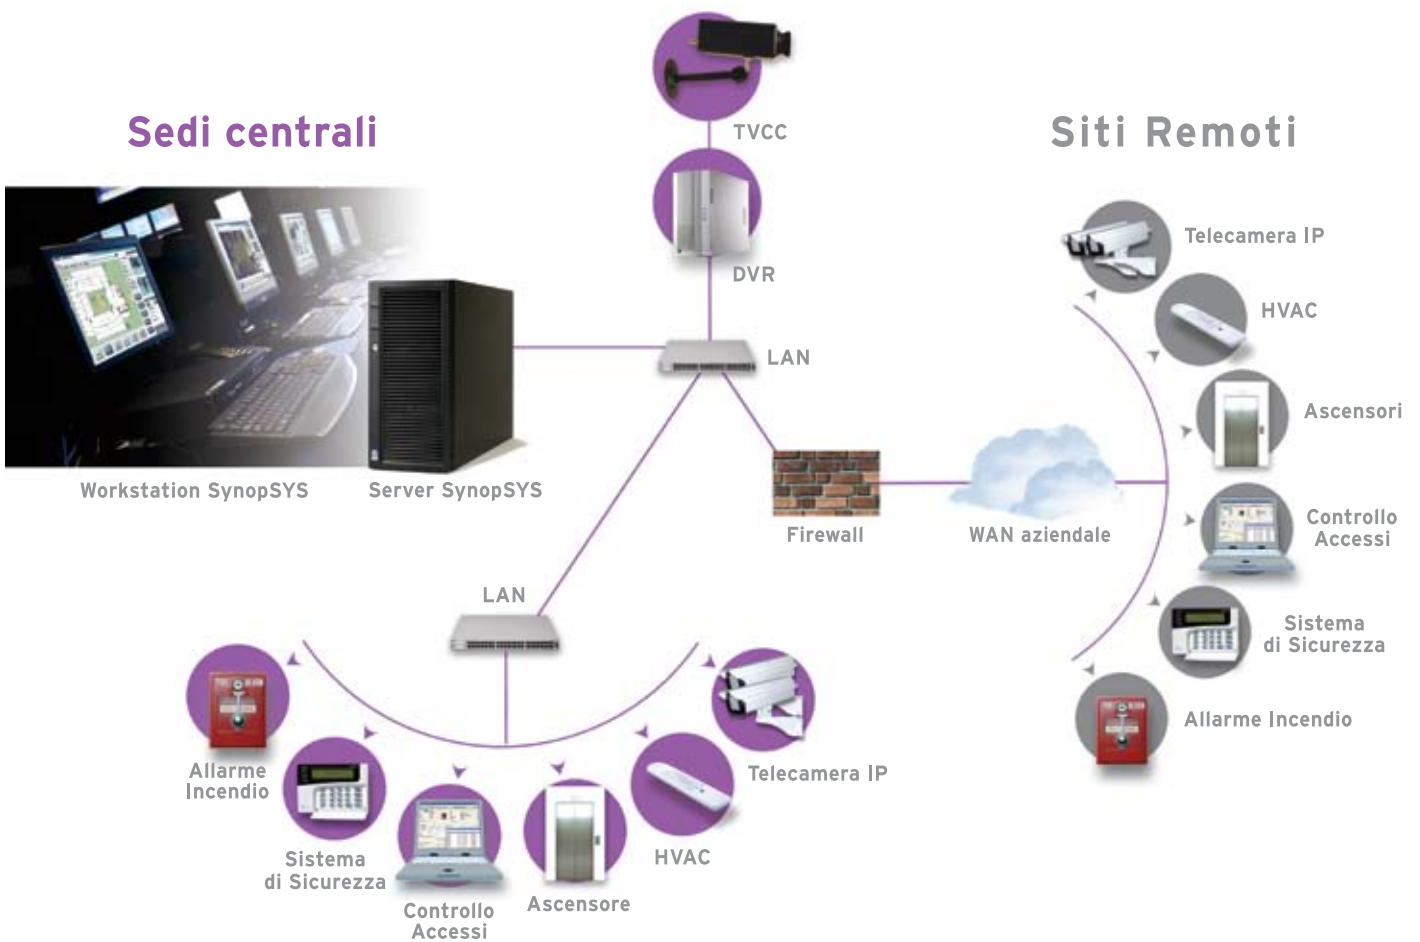 TVCC
Sedi centrali
Siti Remoti
Telecamera IP
DVR
HVAC
LAN
Ascensori
Workstation SynopSYS
Server SynopSYS
Firewall
WAN aziendale
Controllo
Accessi
LAN
Sistema
di Sicurezza
Allarme Incendio
Allarme
Incendio
Telecamera IP
Sistema
di Sicurezza
HVAC
Controllo
Accessi
Ascensore